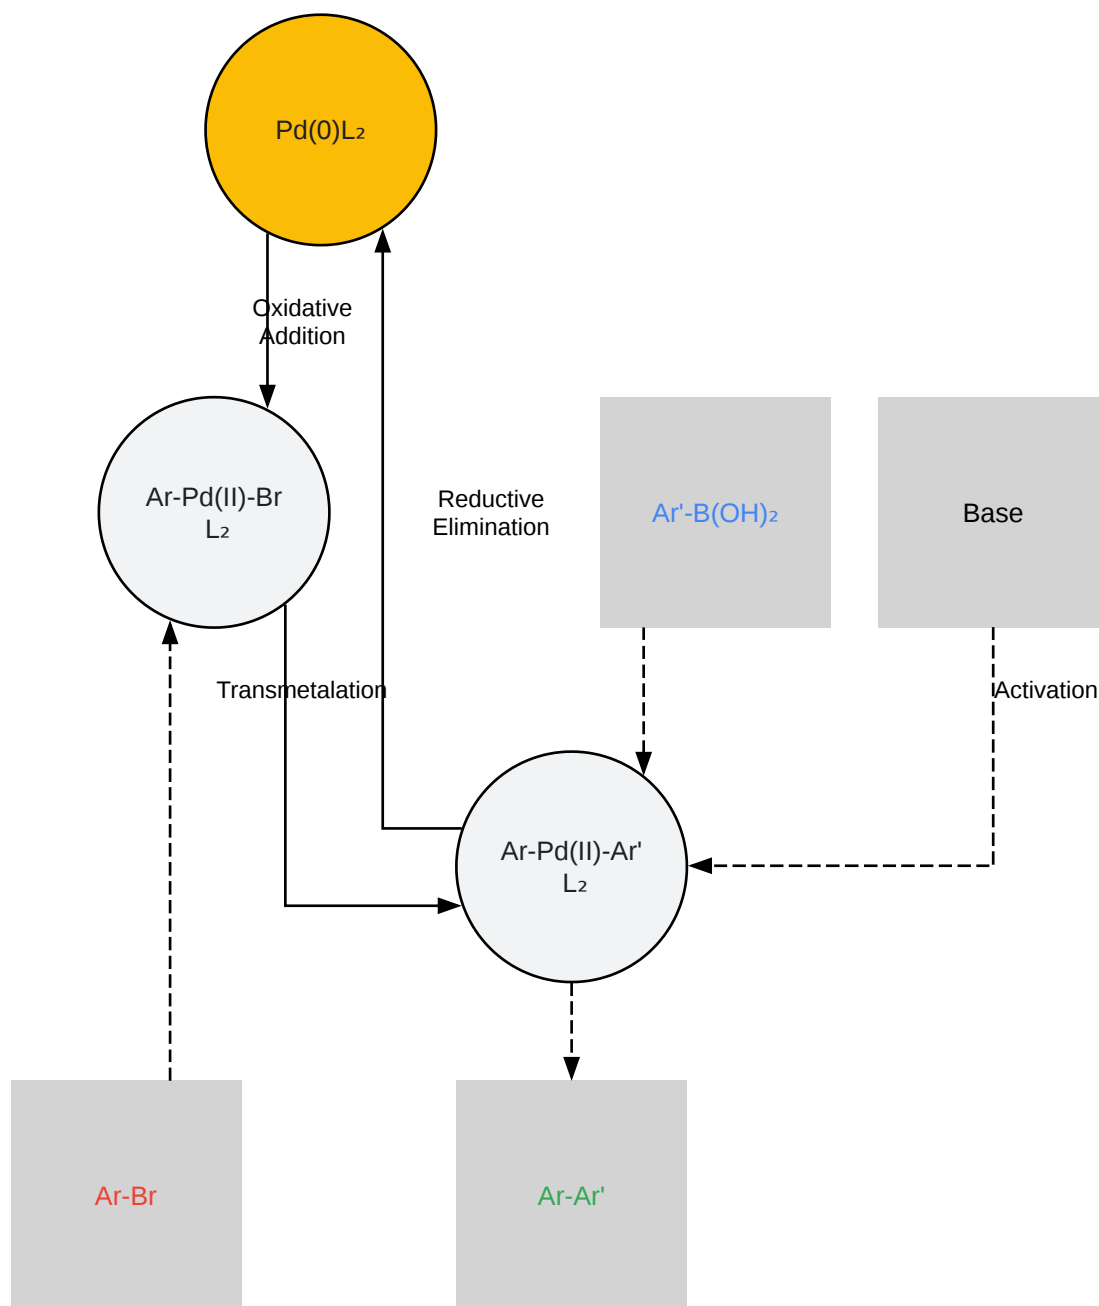 Pd(0)L₂
Oxidative
Addition
Ar-Pd(II)-Br
L₂
Reductive
Elimination
Ar'-B(OH)₂
Base
Transmetalation
Activation
Ar-Pd(II)-Ar'
L₂
Ar-Br
Ar-Ar'